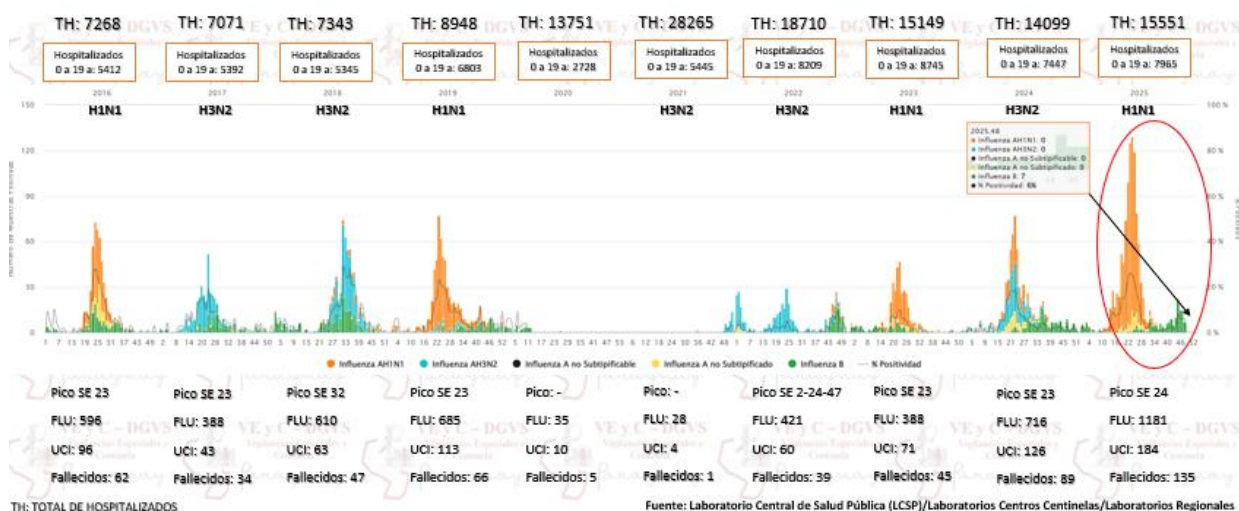 TH: 7268 TH: 7071 TH: 7343 TH: 8948 TH: 13751 TH: 28265 TH: 18710 TH: 15149 TH: 14099 TH: 15551
Hospitalizados Hospitalizados Hospitalizados Hospitalizados Hospitalizados Hospitalizados Hospitalizados Hospitalizados Hospitalizados Hospitalizados
0 a 19 a: 5412 0 a 19 a: 5392 0 a 19 a: 5345 0 a 19 a: 6803 0 a 19 a: 2728 0 a 19 a: 5445 0 a 19 a: 8209 0 a 19 a: 8745 0 a 19 a: 7447 0 a 19 a: 7965
2016 2017 2018 2019 2020 2021 2022 2023 2024 2025
H1N1 H3N2 H3N2 H1N1 H3N2 H3N2 H1N1 H3N2 H1N1
150 100 %
120 80 %
90 60 %
60 40 %
30 20 %
0 0 %
2025.48
Influenza AH1N1: 0
Influenza AH3N2: 0
Influenza A no Subtipificable: 0
Influenza A no Subtipificado: 0
Influenza B: 7
% Positividad: 6%
Influenza AH1N1 Influenza AH3N2 Influenza A no Subtipificable Influenza A no Subtipificado Influenza B % Positividad
Pico SE 23 Pico SE 23 Pico SE 32 Pico SE 23 Pico: - Pico: - Pico SE 2-24-47 Pico SE 23 Pico SE 23 Pico SE 24
FLU: 596 FLU: 388 FLU: 610 FLU: 685 FLU: 35 FLU: 28 FLU: 421 FLU: 388 FLU: 716 FLU: 1181
UCI: 96 UCI: 43 UCI: 63 UCI: 113 UCI: 10 UCI: 4 UCI: 60 UCI: 71 UCI: 126 UCI: 184
Fallecidos: 62 Fallecidos: 34 Fallecidos: 47 Fallecidos: 66 Fallecidos: 5 Fallecidos: 1 Fallecidos: 39 Fallecidos: 45 Fallecidos: 89 Fallecidos: 135
TH: TOTAL DE HOSPITALIZADOS Fuente: Laboratorio Central de Salud Pública (LCSP)/Laboratorios Centros Centinelas/Laboratorios Regionales